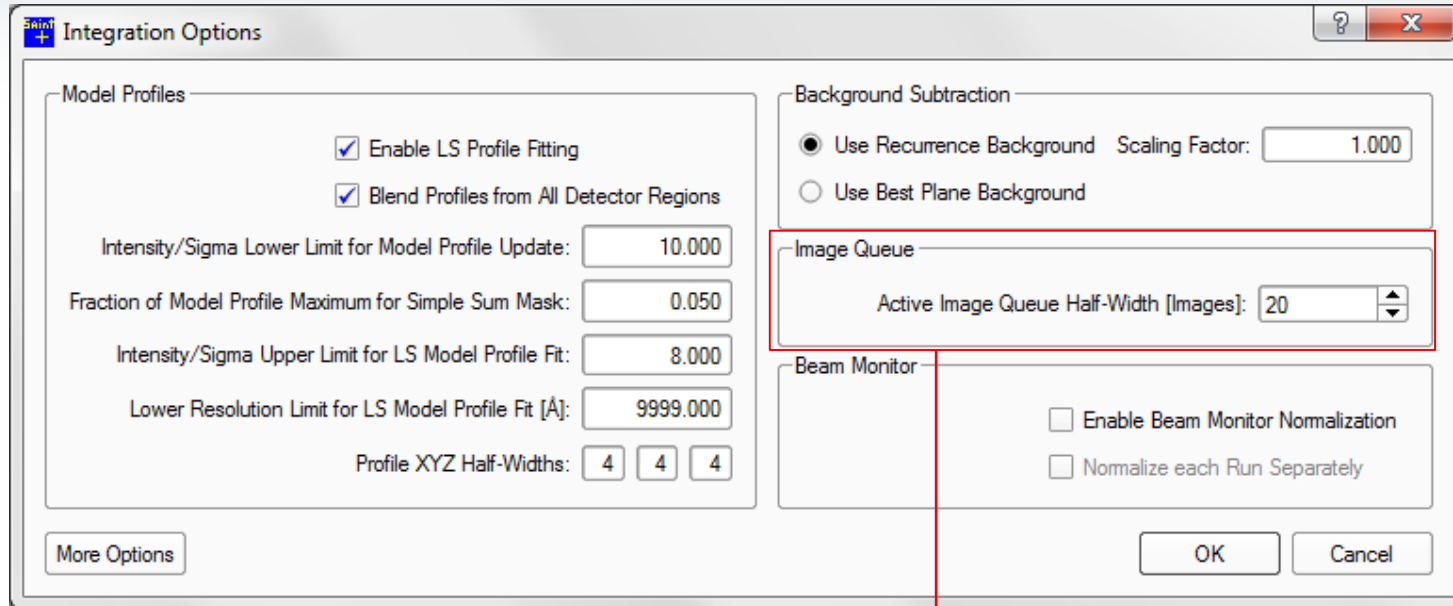 SAINT
+
Integration Options
?
X
Model Profiles
Enable LS Profile Fitting
Blend Profiles from All Detector Regions
Intensity/Sigma Lower Limit for Model Profile Update: 10.000
Fraction of Model Profile Maximum for Simple Sum Mask: 0.050
Intensity/Sigma Upper Limit for LS Model Profile Fit: 8.000
Lower Resolution Limit for LS Model Profile Fit [Å]: 9999.000
Profile XYZ Half-Widths: 4 4 4
Background Subtraction
Use Recurrence Background Scaling Factor: 1.000
Use Best Plane Background
Image Queue
Active Image Queue Half-Width [Images]: 20
Beam Monitor
Enable Beam Monitor Normalization
Normalize each Run Separately
More Options
OK
Cancel